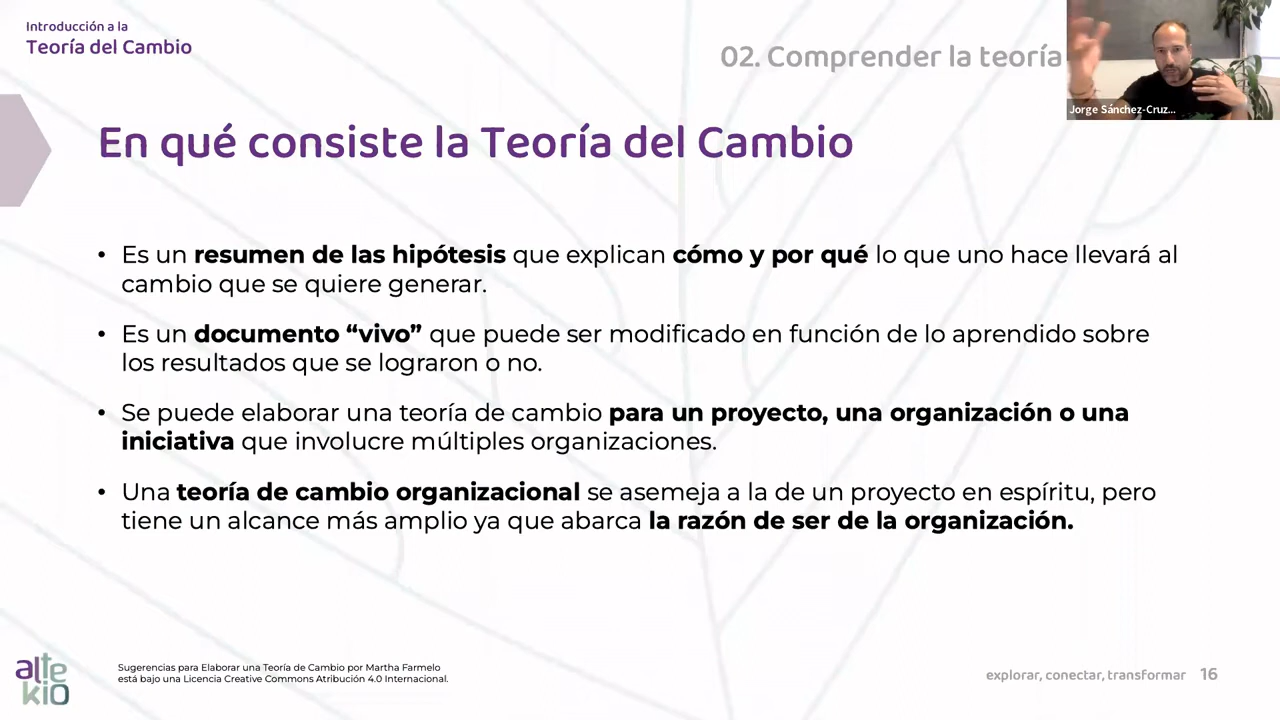 Introducción a la
Teoría del Cambio
02. Comprender la teoría
Jorge Sánchez-Cruz...
En qué consiste la Teoría del Cambio
• Es un resumen de las hipótesis que explican cómo y por qué lo que uno hace llevará al
cambio que se quiere generar.
• Es un documento “vivo” que puede ser modificado en función de lo aprendido sobre
los resultados que se lograron o no.
• Se puede elaborar una teoría de cambio para un proyecto, una organización o una
iniciativa que involucre múltiples organizaciones.
• Una teoría de cambio organizacional se asemeja a la de un proyecto en espíritu, pero
tiene un alcance más amplio ya que abarca la razón de ser de la organización.
alte
kio
Sugerencias para Elaborar una Teoría de Cambio por Martha Farmelo
está bajo una Licencia Creative Commons Atribución 4.0 Internacional.
explorar, conectar, transformar 16